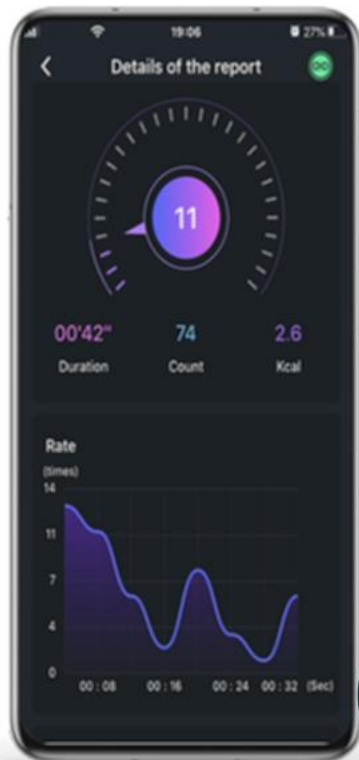 19:06 27%
Details of the report
11
00'42" 74 2.6
Duration Count Kcal
Rate
(times)
14
11
7
4
0
00 : 08 00 : 16 00 : 24 00 : 32 (Sec)